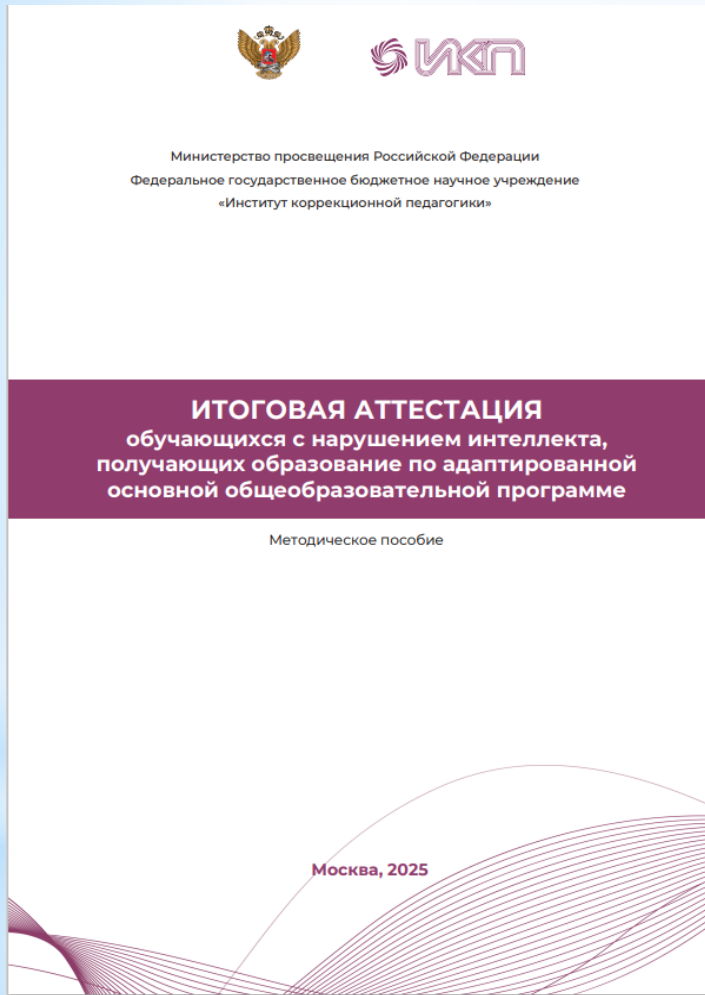 ИКП
Министерство просвещения Российской Федерации
Федеральное государственное бюджетное научное учреждение
«Институт коррекционной педагогики»
ИТОГОВАЯ АТТЕСТАЦИЯ
обучающихся с нарушением интеллекта,
получающих образование по адаптированной
основной общеобразовательной программе
Методическое пособие
Москва, 2025